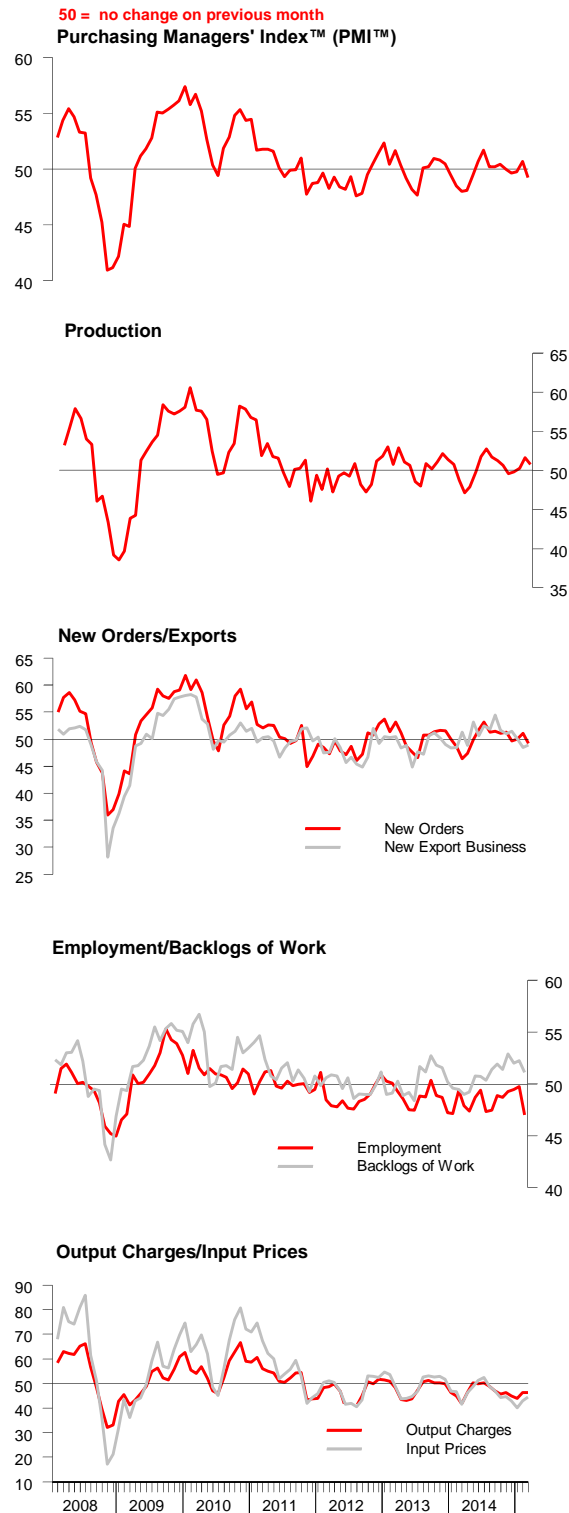 50 = no change on previous month
Purchasing Managers' Index™ (PMI™)
60
55
50
45
40
Production
65
60
55
50
45
40
35
New Orders/Exports
65
60
55
50
45
40
35
30
25
New Orders
New Export Business
Employment/Backlogs of Work
60
55
50
45
40
Employment
Backlogs of Work
Output Charges/Input Prices
90
80
70
60
50
40
30
20
10
Output Charges
Input Prices
2008 2009 2010 2011 2012 2013 2014